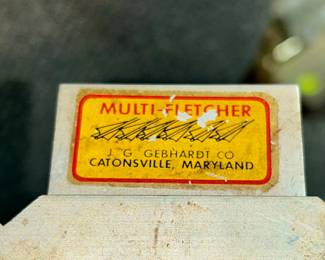 MULTI-FLETCHER
J. G. GEBHARDT CO
CATONSVILLE, MARYLAND